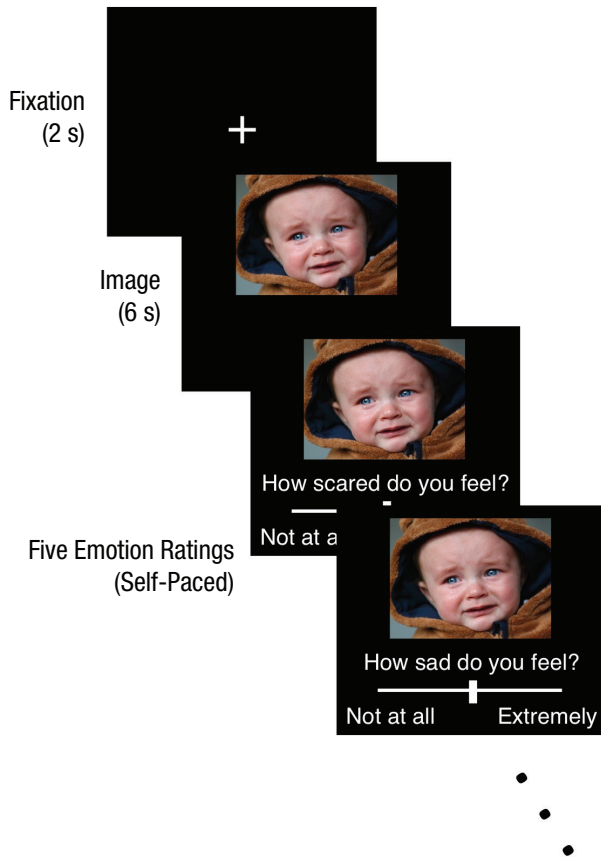 Fixation
(2 s)
Image
(6 s)
How scared do you feel?
Not at a
Five Emotion Ratings
(Self-Paced)
How sad do you feel?
Not at all Extremely